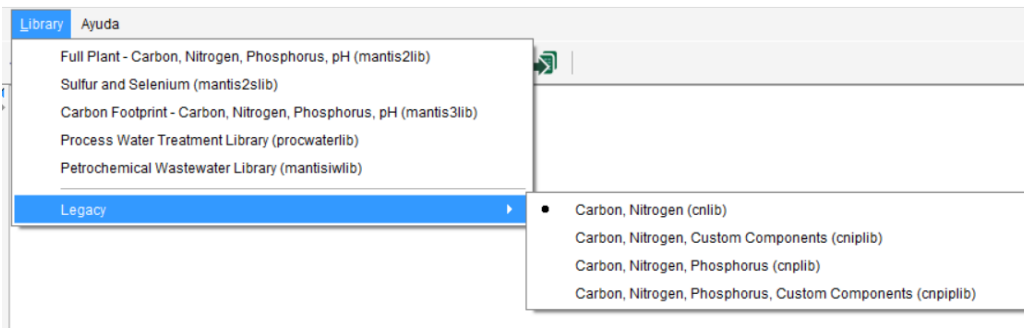 Library Ayuda
Full Plant - Carbon, Nitrogen, Phosphorus, pH (mantis2lib)
Sulfur and Selenium (mantis2slib)
Carbon Footprint - Carbon, Nitrogen, Phosphorus, pH (mantis3lib)
Process Water Treatment Library (procwaterlib)
Petrochemical Wastewater Library (mantisiwlib)
Legacy
Carbon, Nitrogen (cnlib)
Carbon, Nitrogen, Custom Components (cniplib)
Carbon, Nitrogen, Phosphorus (cnplib)
Carbon, Nitrogen, Phosphorus, Custom Components (cnpiplib)